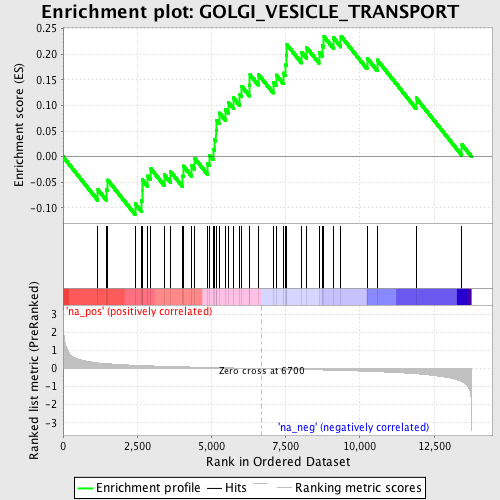 Enrichment plot: GOLGI_VESICLE_TRANSPORT
Enrichment score (ES)
0.25
0.20
0.15
0.10
0.05
0.00
-0.05
-0.10
'na_pos' (positively correlated)
Ranked list metric (PreRanked)
3
2
1
0
-1
-2
-3
Zero cross at 6700
'na_neg' (negatively correlated)
0
2,500
5,000
7,500
10,000
12,500
Rank in Ordered Dataset
Enrichment profile
Hits
Ranking metric scores